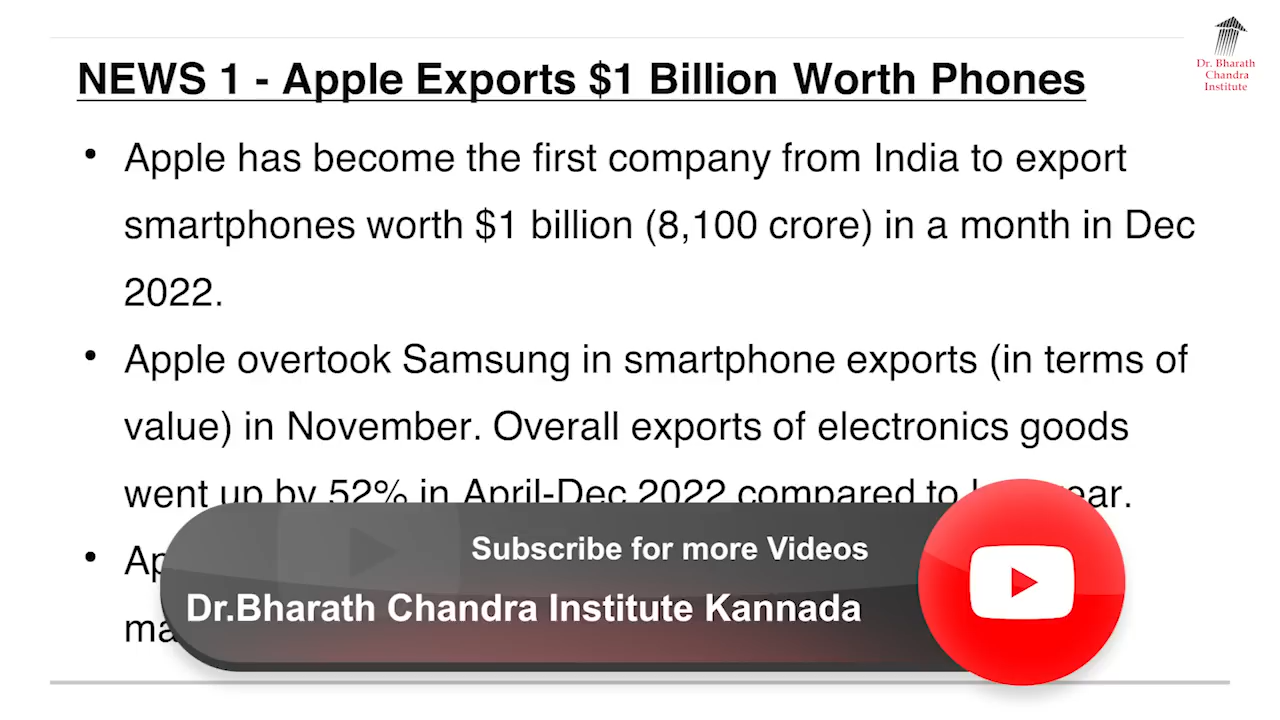 Dr. Bharath
Chandra
Institute
NEWS 1 - Apple Exports $1 Billion Worth Phones
• Apple has become the first company from India to export
smartphones worth $1 billion (8,100 crore) in a month in Dec
2022.
• Apple overtook Samsung in smartphone exports (in terms of
value) in November. Overall exports of electronics goods
went up by 52% in April-Dec 2022 compared to
•
Subscribe for more Videos
Dr.Bharath Chandra Institute Kannada